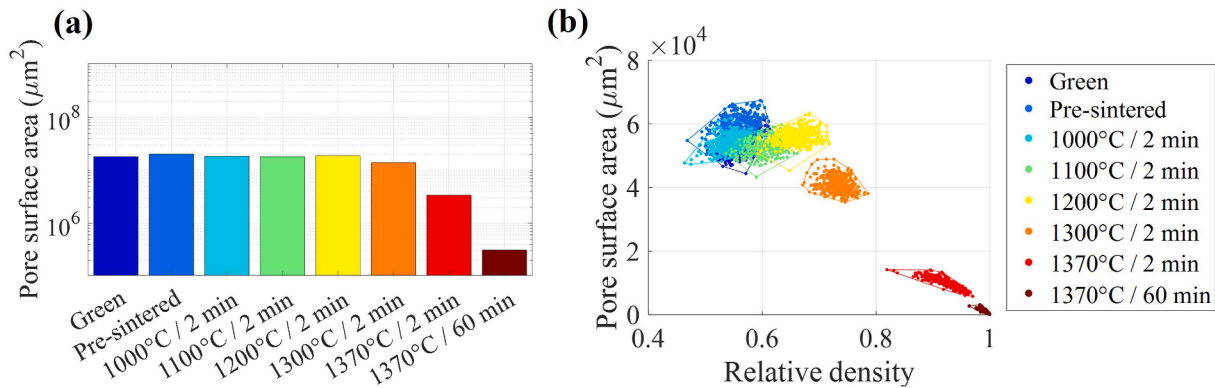 (a)
Pore surface area (μm²)
10⁸
10⁶
Green
Pre-sintered
1000°C / 2 min
1100°C / 2 min
1200°C / 2 min
1300°C / 2 min
1370°C / 2 min
1370°C / 60 min
(b)
×10⁴
Pore surface area (μm²)
8
6
4
2
0
0.4
0.6
0.8
1
Relative density
Green
Pre-sintered
1000°C / 2 min
1100°C / 2 min
1200°C / 2 min
1300°C / 2 min
1370°C / 2 min
1370°C / 60 min